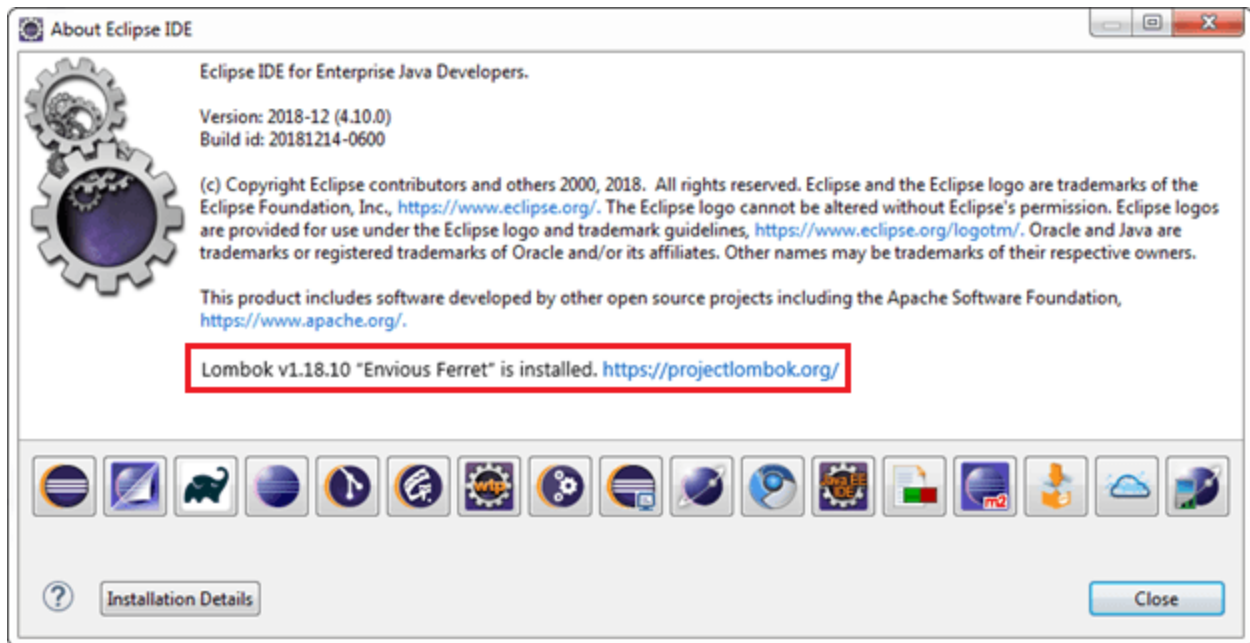 About Eclipse IDE
Eclipse IDE for Enterprise Java Developers.
Version: 2018-12 (4.10.0)
Build id: 20181214-0600
(c) Copyright Eclipse contributors and others 2000, 2018.  All rights reserved. Eclipse and the Eclipse logo are trademarks of the
Eclipse Foundation, Inc., https://www.eclipse.org/. The Eclipse logo cannot be altered without Eclipse's permission. Eclipse logos
are provided for use under the Eclipse logo and trademark guidelines, https://www.eclipse.org/logotm/. Oracle and Java are
trademarks or registered trademarks of Oracle and/or its affiliates. Other names may be trademarks of their respective owners.
This product includes software developed by other open source projects including the Apache Software Foundation,
https://www.apache.org/.
Lombok v1.18.10 “Envious Ferret” is installed. https://projectlombok.org/
wtp
Java EE
IDE
m2
?
Installation Details
Close